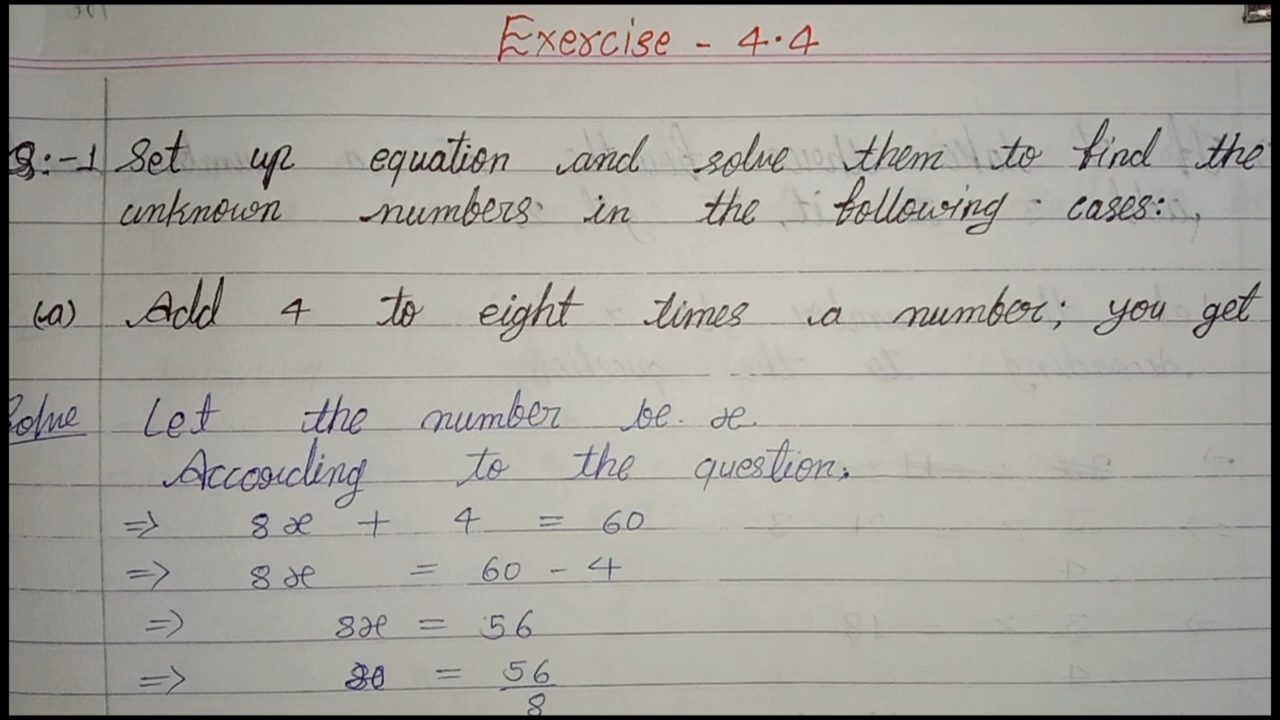 Exercise - 4.4
Q:-1 Set up equation and solve them to find the
unknown numbers in the following cases:
(a) Add 4 to eight times a number; you get
Solve Let the number be x.
According to the question,
=> 8x + 4 = 60
=> 8x = 60 - 4
=> 8x = 56
=> = 56/8